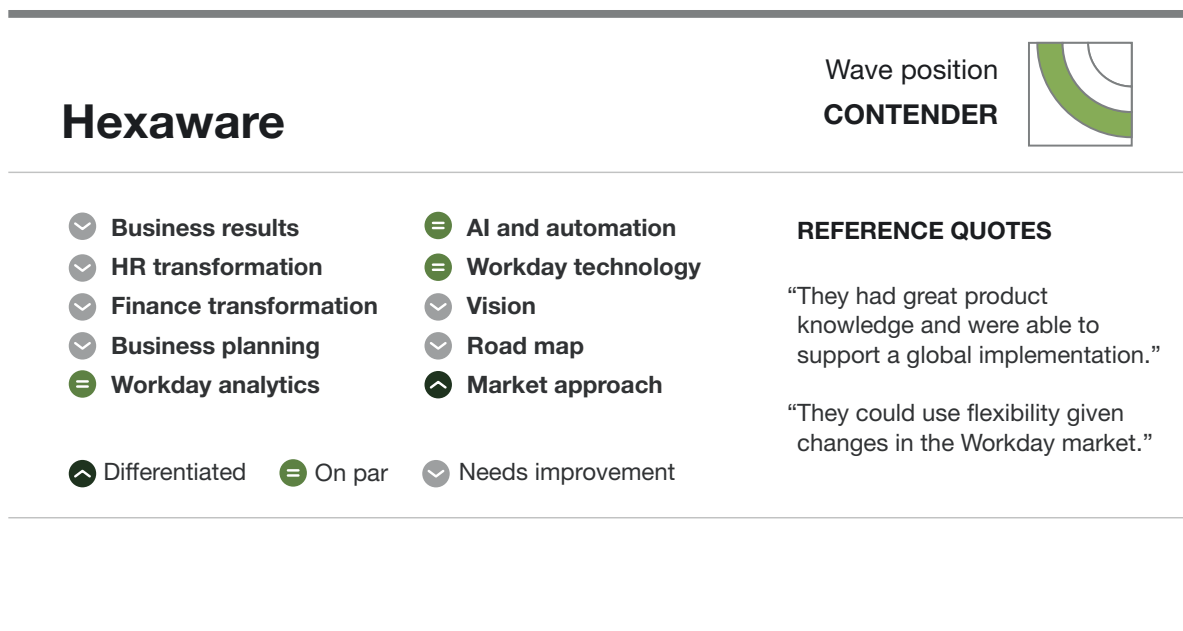 Wave position
CONTENDER
Hexaware
Business results
HR transformation
Finance transformation
Business planning
Workday analytics
AI and automation
Workday technology
Vision
Road map
Market approach
Differentiated
On par
Needs improvement
REFERENCE QUOTES
“They had great product
knowledge and were able to
support a global implementation.”
“They could use flexibility given
changes in the Workday market.”